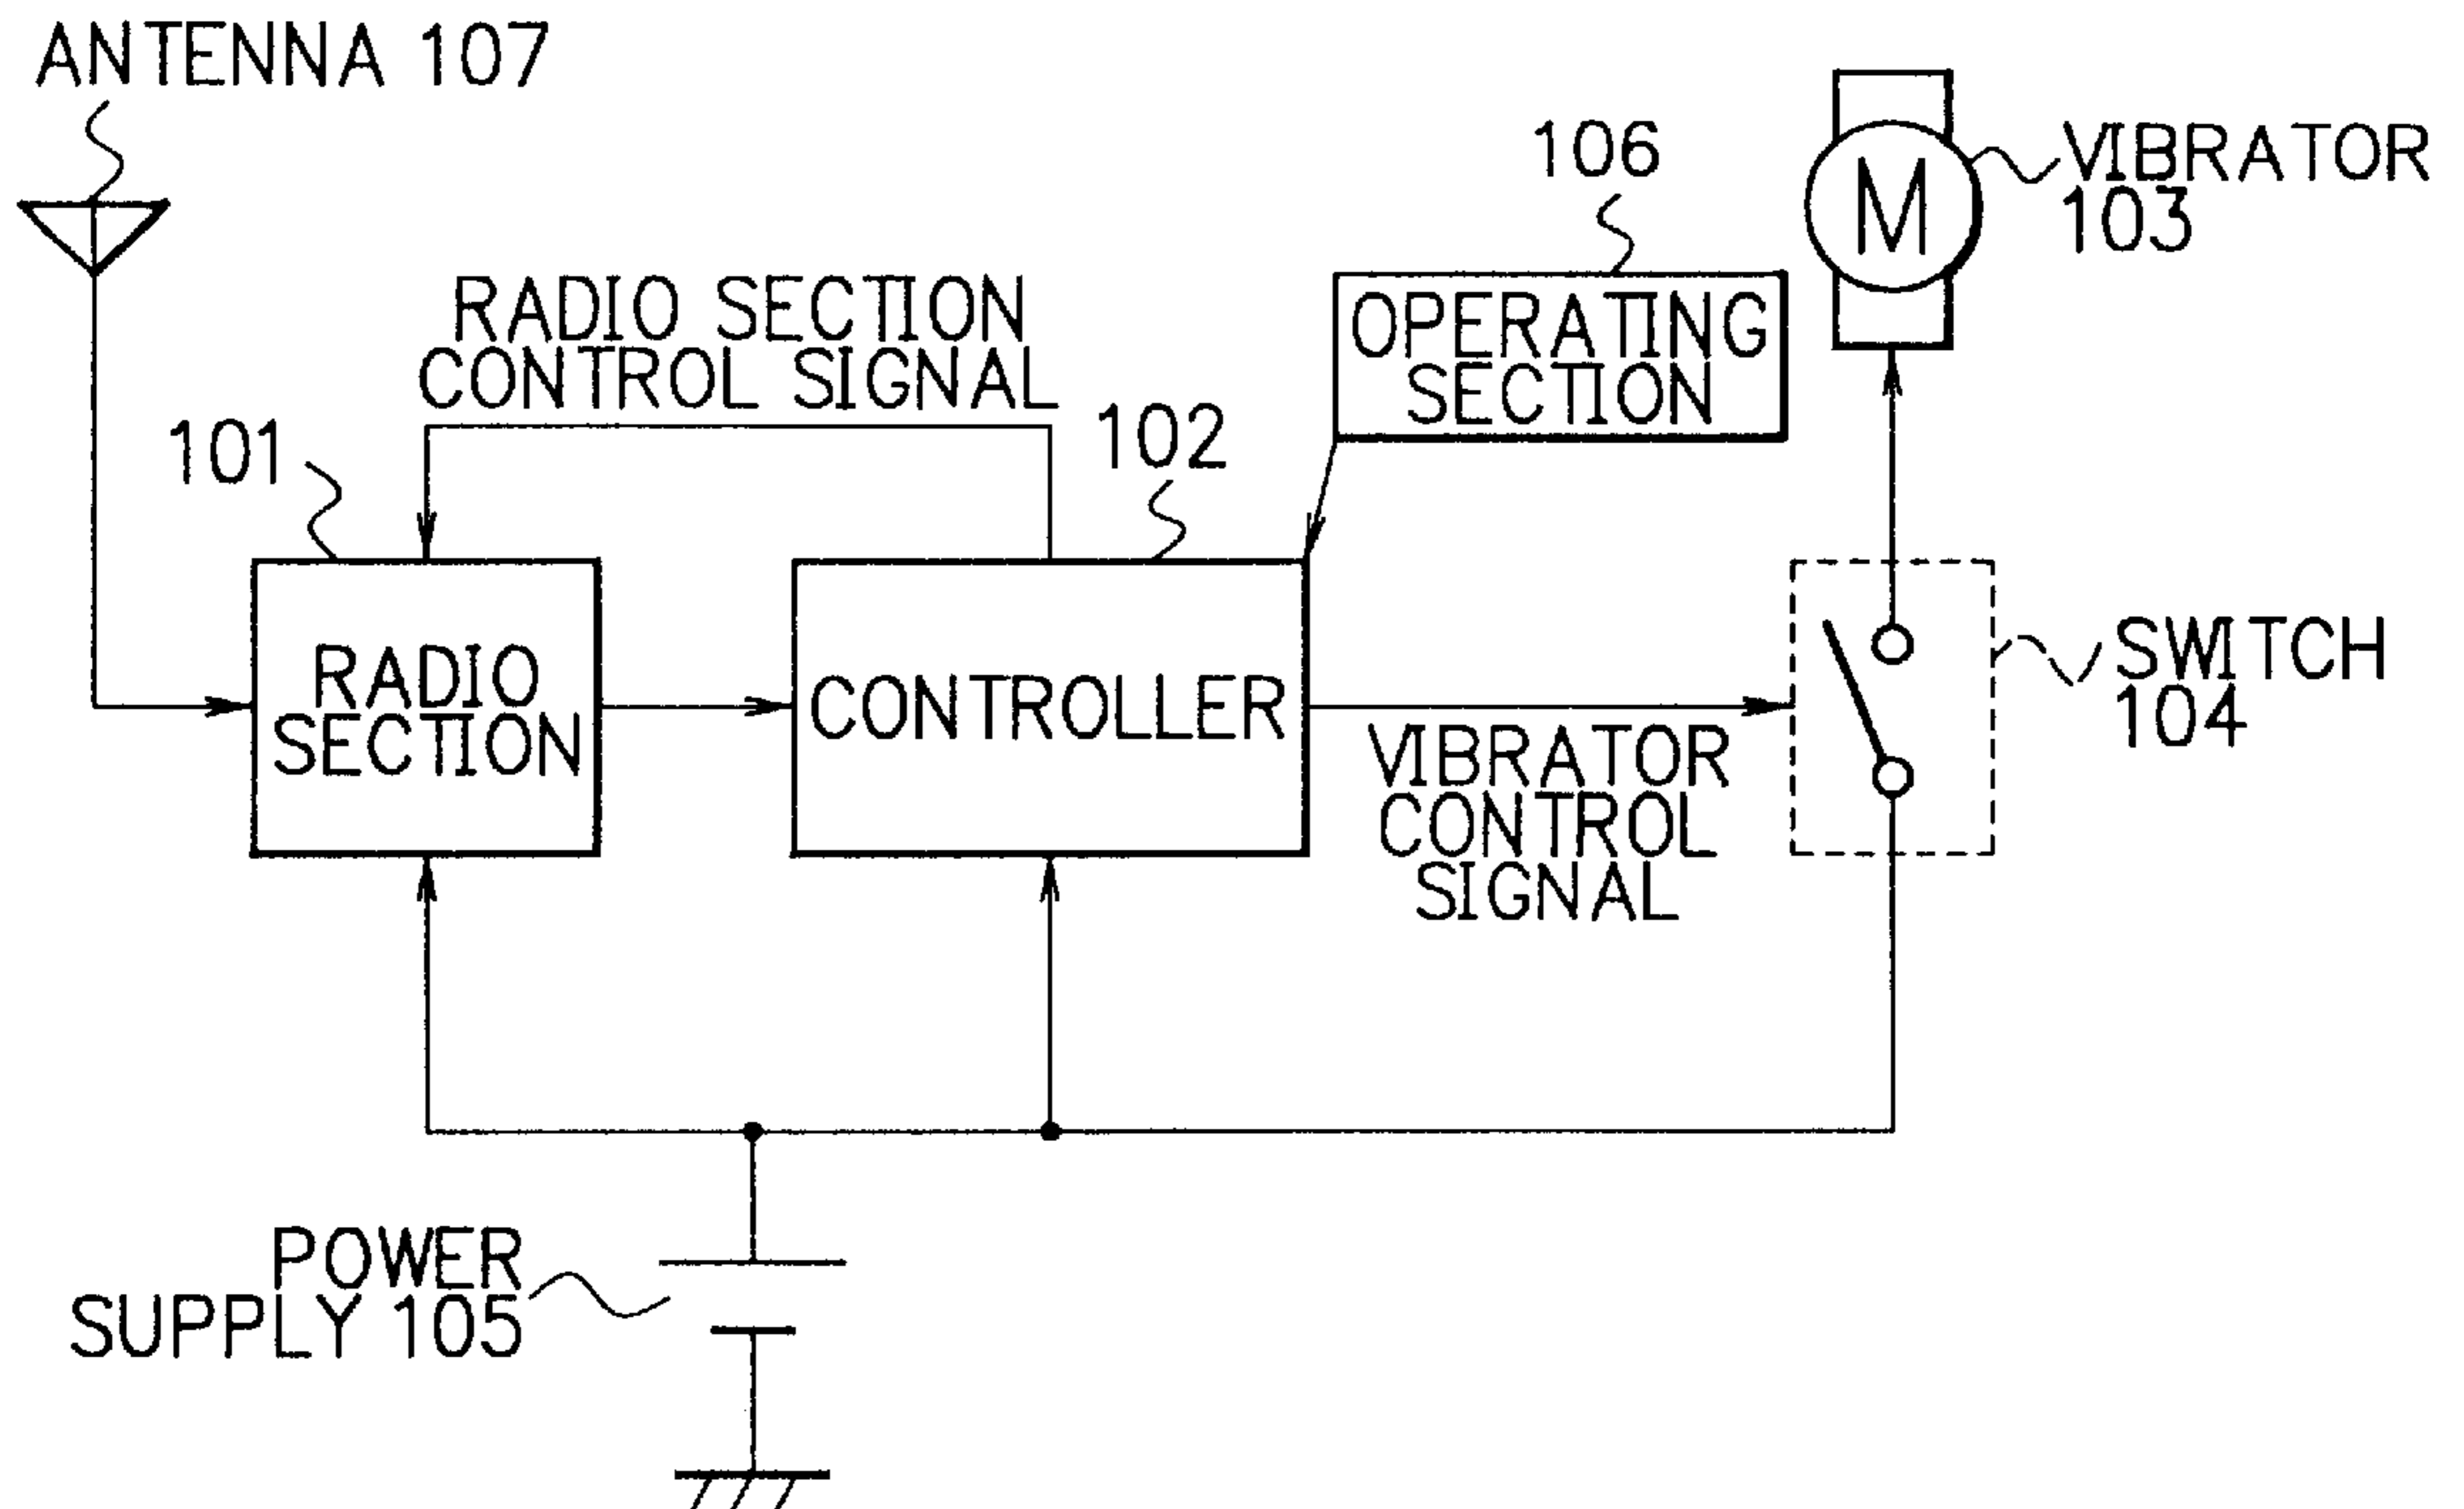 ANTENNA 107
106
VIBRATOR
103
M
RADIO SECTION
CONTROL SIGNAL
OPERATING
SECTION
101
102
RADIO
SECTION
CONTROLLER
SWITCH
104
VIBRATOR
CONTROL
SIGNAL
POWER
SUPPLY 105